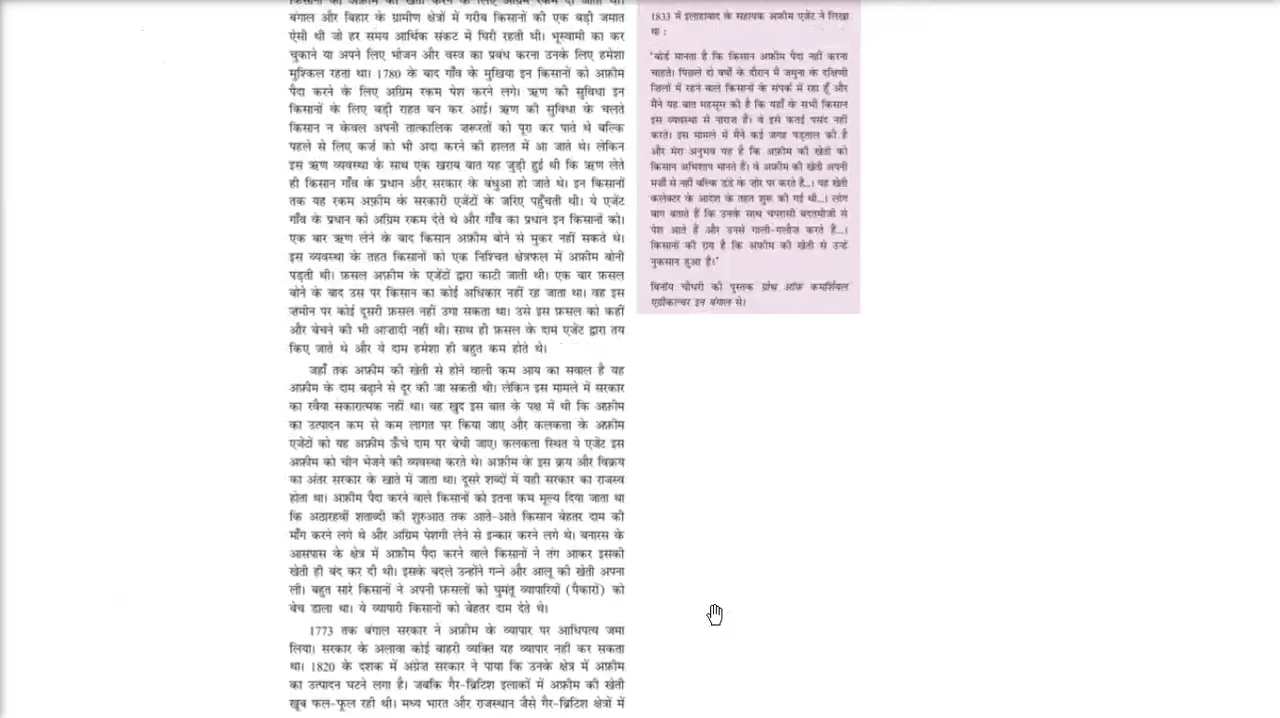 बंगाल और बिहार के ग्रामीण क्षेत्रों में गरीब किसानों की एक बड़ी जमात
ऐसी थी जो हर समय आर्थिक संकट में घिरी रहती थी। भूस्वामी का कर
चुकाने या अपने लिए भोजन और वस्त्र का प्रबंध करना उनके लिए हमेशा
मुश्किल रहता था। 1780 के बाद गाँव के मुखिया इन किसानों को अफ़ीम
पैदा करने के लिए अग्रिम रकम पेश करने लगे। ऋण की सुविधा इन
किसानों के लिए बड़ी राहत बन कर आई। ऋण की सुविधा के चलते
किसान न केवल अपनी तात्कालिक ज़रूरतों को पूरा कर पाते थे बल्कि
पहले से लिए कर्ज़ को भी अदा करने की हालत में आ जाते थे। लेकिन
इस ऋण व्यवस्था के साथ एक खराब बात यह जुड़ी हुई थी कि ऋण लेते
ही किसान गाँव के प्रधान और सरकार के बंधुआ हो जाते थे। इन किसानों
तक यह रकम अफ़ीम के सरकारी एजेंटों के जरिए पहुँचती थी। ये एजेंट
गाँव के प्रधान को अग्रिम रकम देते थे और गाँव का प्रधान इन किसानों को।
एक बार ऋण लेने के बाद किसान अफ़ीम बोने से मुकर नहीं सकते थे।
इस व्यवस्था के तहत किसानों को एक निश्चित क्षेत्रफल में अफ़ीम बोनी
पड़ती थी। फ़सल अफ़ीम के एजेंटों द्वारा काटी जाती थी। एक बार फ़सल
बोने के बाद उस पर किसान का कोई अधिकार नहीं रह जाता था। वह इस
ज़मीन पर कोई दूसरी फ़सल नहीं उगा सकता था। उसे इस फ़सल को कहीं
और बेचने की भी आज़ादी नहीं थी। साथ ही फ़सल के दाम एजेंट द्वारा तय
किए जाते थे और ये दाम हमेशा ही बहुत कम होते थे।
जहाँ तक अफ़ीम की खेती से होने वाली कम आय का सवाल है यह
अफ़ीम के दाम बढ़ाने से दूर की जा सकती थी। लेकिन इस मामले में सरकार
का रवैया सकारात्मक नहीं था। वह खुद इस बात के पक्ष में थी कि अफ़ीम
का उत्पादन कम से कम लागत पर किया जाए और कलकत्ता के अफ़ीम
एजेंटों को यह अफ़ीम ऊँचे दाम पर बेची जाए। कलकत्ता स्थित ये एजेंट इस
अफ़ीम को चीन भेजने की व्यवस्था करते थे। अफ़ीम के इस क्रय और विक्रय
का अंतर सरकार के खाते में जाता था। दूसरे शब्दों में यही सरकार का राजस्व
होता था। अफ़ीम पैदा करने वाले किसानों को इतना कम मूल्य दिया जाता था
कि अठारहवीं शताब्दी की शुरुआत तक आते-आते किसान बेहतर दाम की
माँग करने लगे थे और अग्रिम पेशगी लेने से इन्कार करने लगे थे। बनारस के
आसपास के क्षेत्र में अफ़ीम पैदा करने वाले किसानों ने तंग आकर इसकी
खेती ही बंद कर दी थी। इसके बदले उन्होंने गन्ने और आलू की खेती अपना
ली। बहुत सारे किसानों ने अपनी फ़सलों को घुमंतू व्यापारियों (पैकारों) को
बेच डाला था। ये व्यापारी किसानों को बेहतर दाम देते थे।
1773 तक बंगाल सरकार ने अफ़ीम के व्यापार पर आधिपत्य जमा
लिया। सरकार के अलावा कोई बाहरी व्यक्ति यह व्यापार नहीं कर सकता
था। 1820 के दशक में अंग्रेज सरकार ने पाया कि उनके क्षेत्र में अफ़ीम
का उत्पादन घटने लगा है। जबकि गैर-ब्रिटिश इलाकों में अफ़ीम की खेती
खूब फल-फूल रही थी। मध्य भारत और राजस्थान जैसे गैर-ब्रिटिश क्षेत्रों में
1833 में इलाहाबाद के सहायक अफ़ीम एजेंट ने लिखा
था :
'बोर्ड मानता है कि किसान अफ़ीम पैदा नहीं करना
चाहते। पिछले दो वर्षों के दौरान मैं जमुना के दक्षिणी
ज़िलों में रहने वाले किसानों के संपर्क में रहा हूँ और
मैंने यह बात महसूस की है कि यहाँ के सभी किसान
इस व्यवस्था से नाराज़ हैं। वे इसे कतई पसंद नहीं
करते। इस मामले में मैंने कई जगह पड़ताल की है
और मेरा अनुभव यह है कि अफ़ीम की खेती को
किसान अभिशाप मानते हैं। वे अफ़ीम की खेती अपनी
मर्ज़ी से नहीं बल्कि डंडे के ज़ोर पर करते है...। यह खेती
कलेक्टर के आदेश के तहत शुरू की गई थी...। लोग
बाग बताते हैं कि उनके साथ चपरासी बदतमीज़ी से
पेश आते हैं और उनसे गाली-गलौज करते हैं...।
किसानों की राय है कि अफ़ीम की खेती से उन्हें
नुकसान हुआ है।'
बिनॉय चौधरी की पुस्तक ग्रोथ ऑफ़ कमर्शियल
एग्रीकल्चर इन बंगाल से।